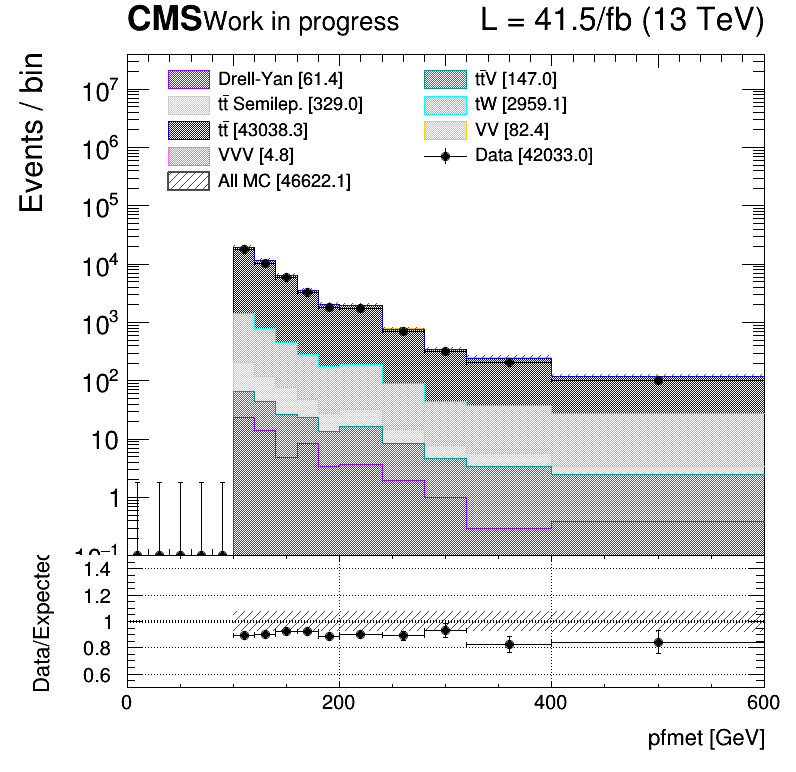 CMS Work in progress L = 41.5/fb (13 TeV)
Events / bin
Drell-Yan [61.4] tt̄V [147.0]
tt̄ Semilep. [329.0] tW [2959.1]
tt̄ [43038.3] VV [82.4]
VVV [4.8] Data [42033.0]
All MC [46622.1]
10⁷
10⁶
10⁵
10⁴
10³
10²
10
1
Data/Expected
1.4
1.2
1
0.8
0.6
0 200 400 600
pfmet [GeV]